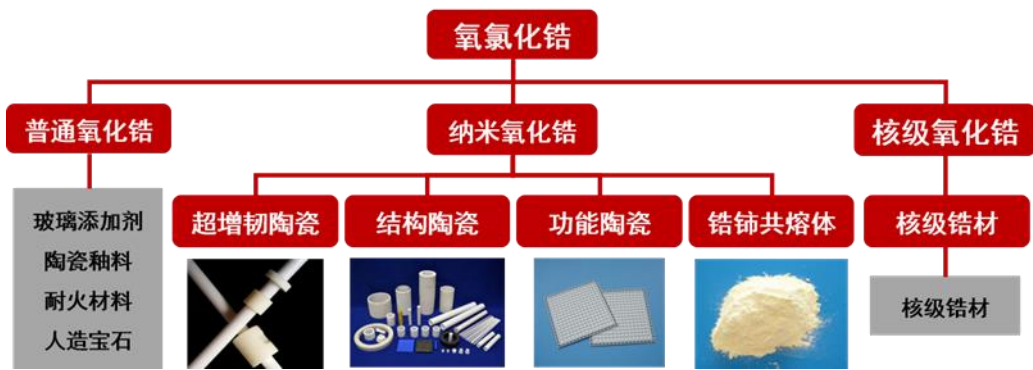 氧氯化锆
普通氧化锆
纳米氧化锆
核级氧化锆
玻璃添加剂
陶瓷釉料
耐火材料
人造宝石
超增韧陶瓷
结构陶瓷
功能陶瓷
锆铈共熔体
核级锆材
核级锆材